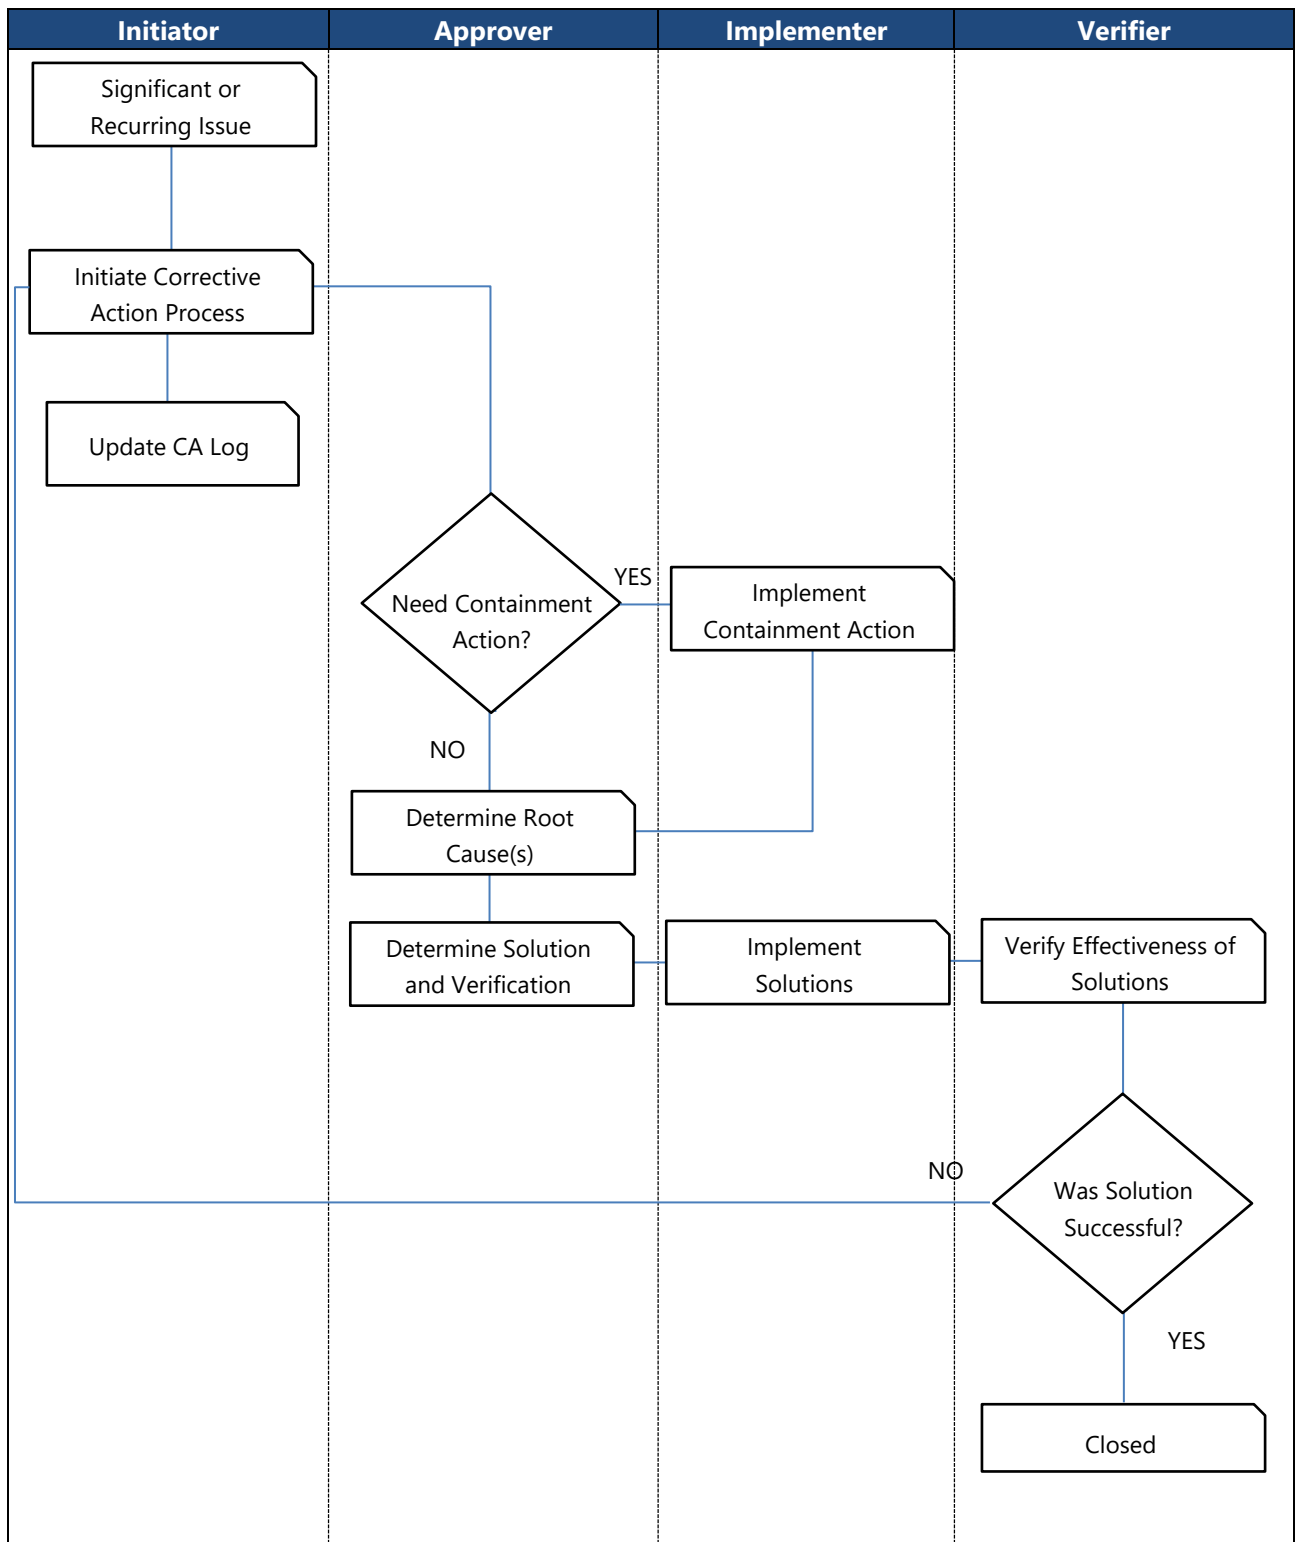 Initiator
Approver
Implementer
Verifier
Significant or
Recurring Issue
Initiate Corrective
Action Process
Update CA Log
Need Containment
Action?
YES
Implement
Containment Action
NO
Determine Root
Cause(s)
Determine Solution
and Verification
Implement
Solutions
Verify Effectiveness of
Solutions
NO
Was Solution
Successful?
YES
Closed